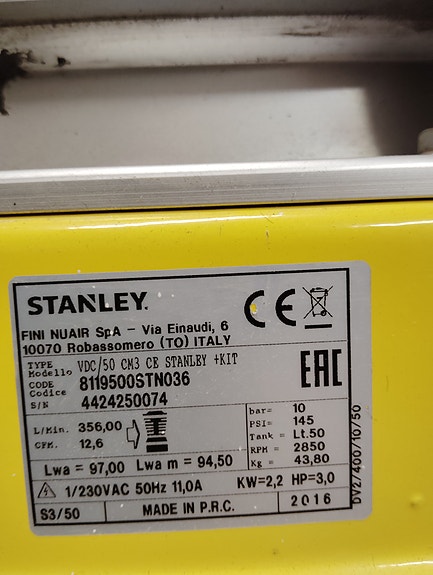 STANLEY.
CE
FINI NUAIR SpA - Via Einaudi, 6
10070 Robassomero (TO) ITALY
EAC
TYPE
Modello VDC/50 CM3 CE STANLEY +KIT
CODE
Codice 8119500STN036
S/N 4424250074
L/Min. 356,00
CFM. 12,6
bar= 10
PSI= 145
Tank = Lt.50
RPM = 2850
Kg = 43,80
Lwa = 97,00 Lwa m = 94,50
1/230VAC 50Hz 11,0A KW=2,2 HP=3,0
S3/50 MADE IN P.R.C. 2016
DV2/400/10/50